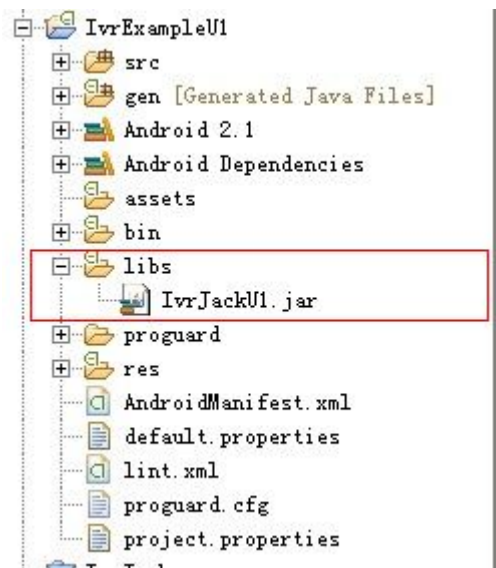 IvrExampleU1
src
gen [Generated Java Files]
Android 2.1
Android Dependencies
assets
bin
libs
IvrJackU1.jar
proguard
res
AndroidManifest.xml
default.properties
lint.xml
proguard.cfg
project.properties